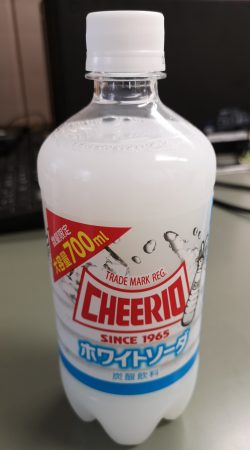 数量限定
大容量700mL
TRADE MARK REG.
CHEERIO
SINCE 1965
ホワイトソーダ
炭酸飲料